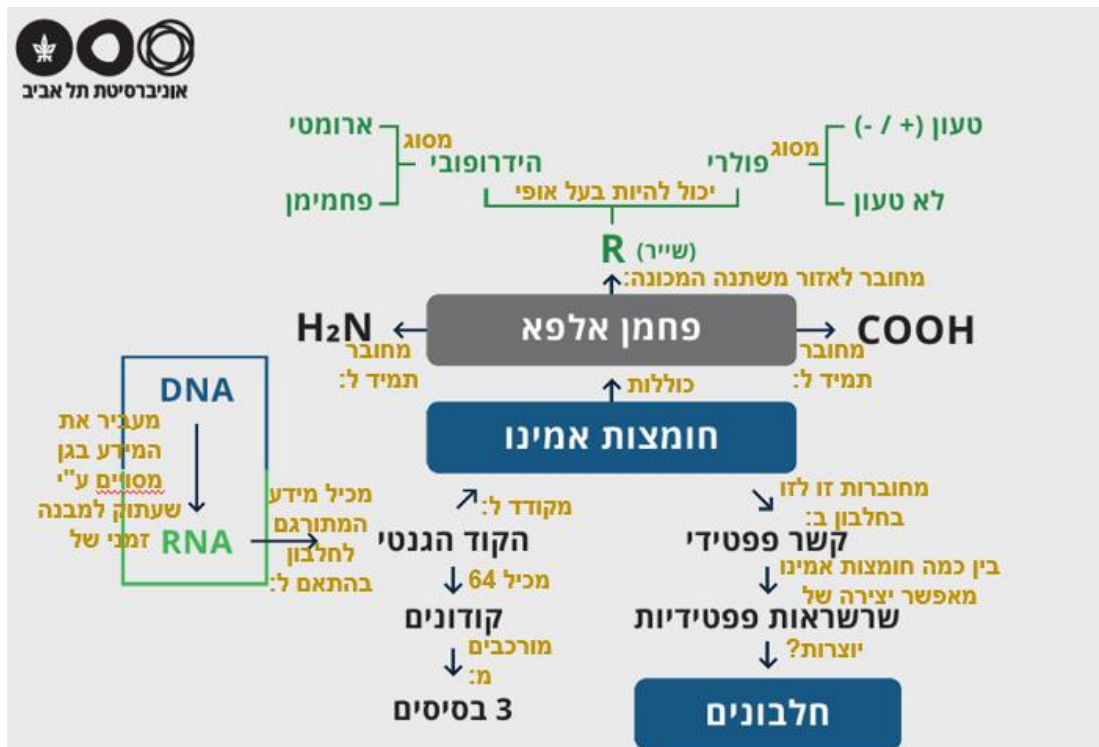 אוניברסיטת תל אביב
טעון (+ / -)
לא טעון
מסוג
פולרי
הידרופובי
מסוג
ארומטי
פחמימן
יכול להיות בעל אופי
R (שייר)
מחובר לאזור משתנה המכונה:
COOH
פחמן אלפא
H₂N
מחובר
תמיד ל:
מחובר
תמיד ל:
כוללות
חומצות אמינו
DNA
מעביר את
המידע בגן
מסויים ע"י
שעתוק למבנה
זמני של
RNA
מכיל מידע
המתורגם
לחלבון
בהתאם ל:
מקודד ל:
הקוד הגנטי
מכיל 64
קודונים
מורכבים
מ:
3 בסיסים
מחוברות זו לזו
בחלבון ב:
קשר פפטידי
בין כמה חומצות אמינו
מאפשר יצירה של
שרשראות פפטידיות
יוצרות?
חלבונים